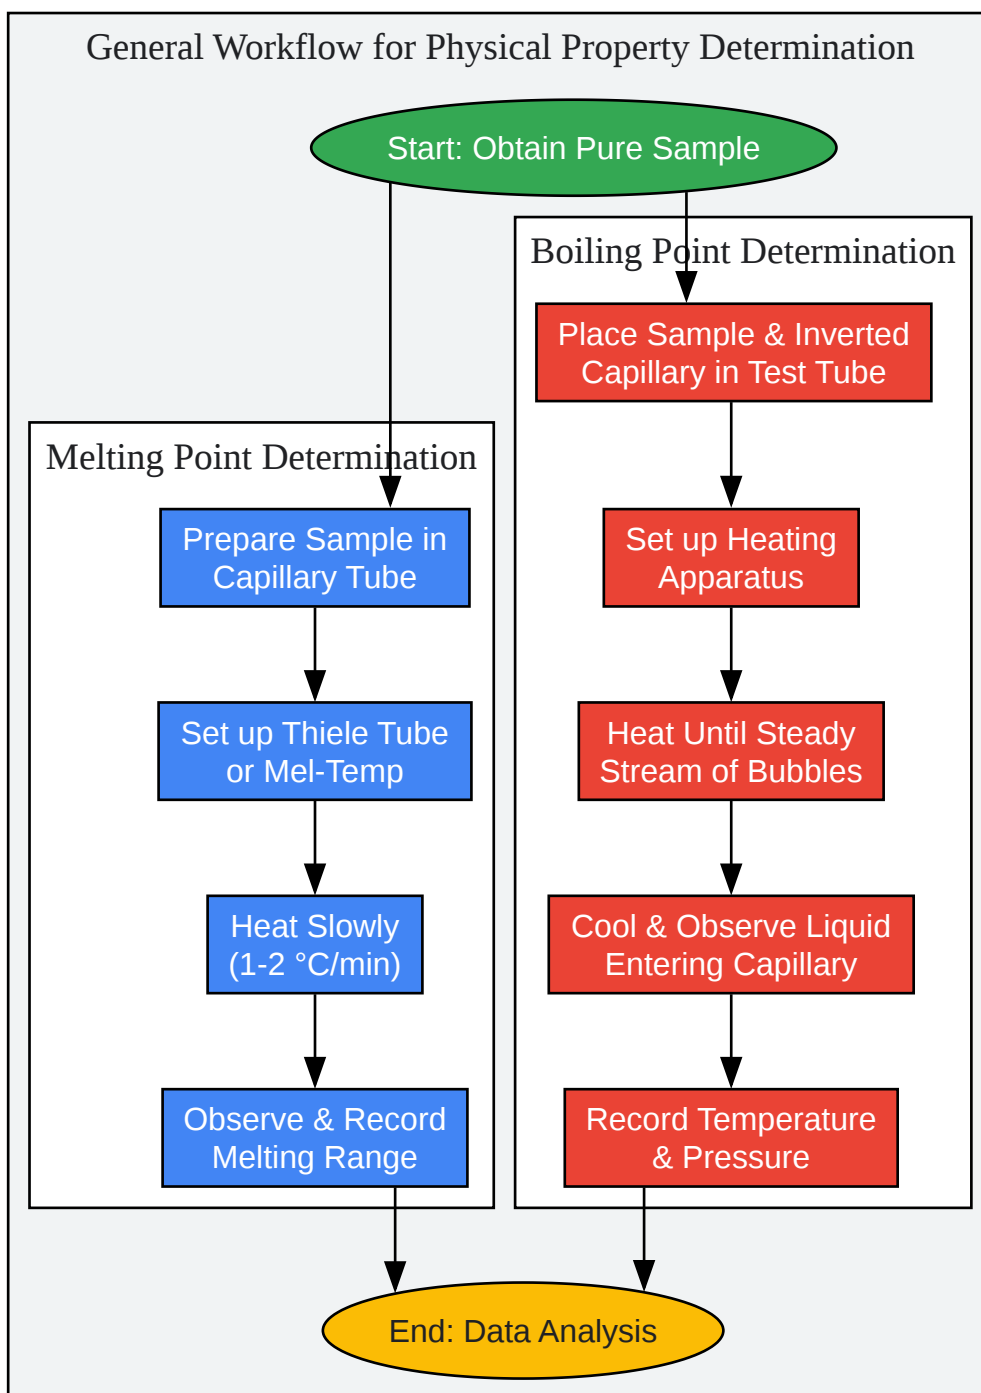 General Workflow for Physical Property Determination
Start: Obtain Pure Sample
Melting Point Determination
Prepare Sample in
Capillary Tube
Set up Thiele Tube
or Mel-Temp
Heat Slowly
(1-2 °C/min)
Observe & Record
Melting Range
Boiling Point Determination
Place Sample & Inverted
Capillary in Test Tube
Set up Heating
Apparatus
Heat Until Steady
Stream of Bubbles
Cool & Observe Liquid
Entering Capillary
Record Temperature
& Pressure
End: Data Analysis